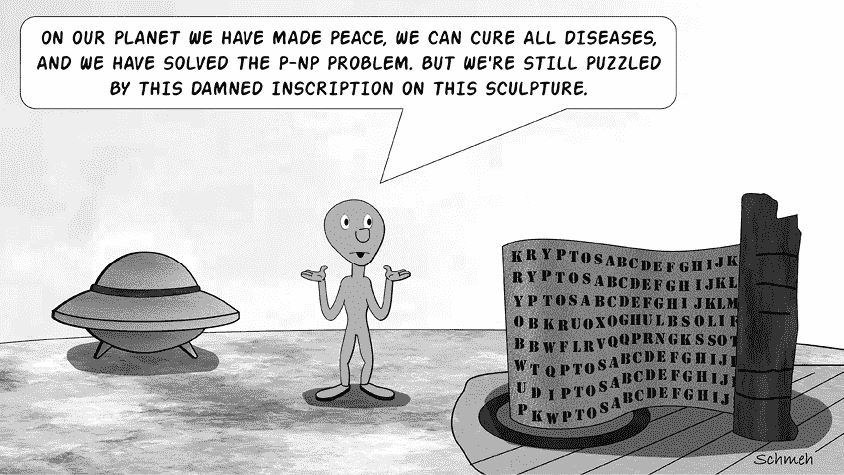 ON OUR PLANET WE HAVE MADE PEACE, WE CAN CURE ALL DISEASES,
AND WE HAVE SOLVED THE P-NP PROBLEM. BUT WE'RE STILL PUZZLED
BY THIS DAMNED INSCRIPTION ON THIS SCULPTURE.
KRYPTOSABCDEFGHIJK
RYPTOSABCDEFGHIJKL
YPTOSABCDEFGHIJKLM
OBKRUOXOGHULBSOLIF
BBWFLRVQQPRNGKSSOT
WTQPTOSABCDEFGHIJ
UDIPTOSABCDEFGHIJ
PKWPTOSABCDEFGHIJ
Schmeh